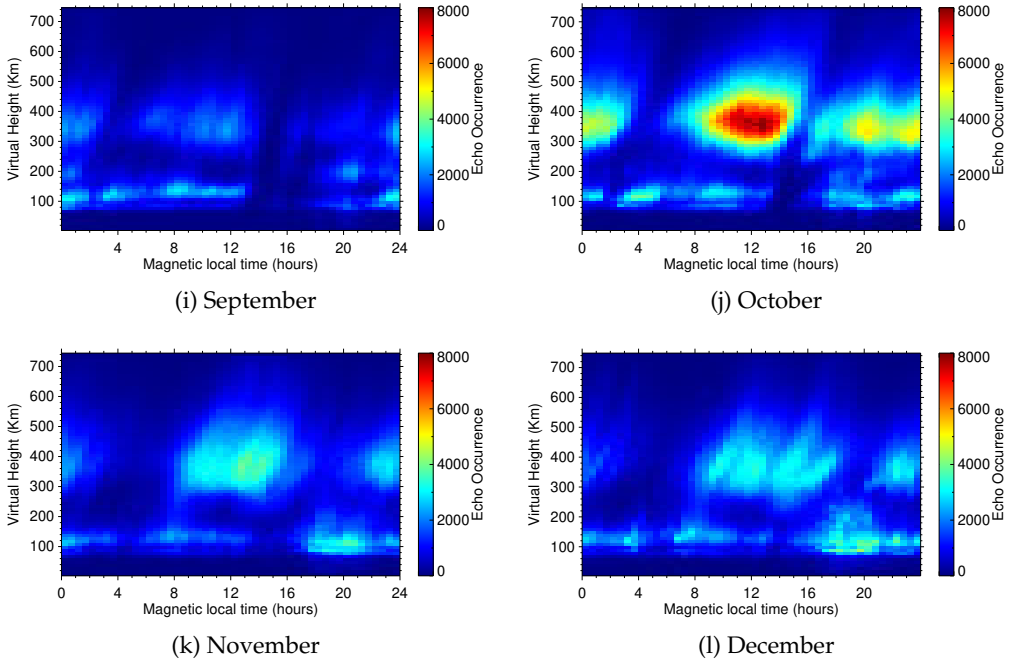 700
600
500
400
300
200
100
Virtual Height (Km)
4 8 12 16 20 24
Magnetic local time (hours)
8000
6000
4000
2000
0
Echo Occurrence
(i) September
700
600
500
400
300
200
100
Virtual Height (Km)
0 4 8 12 16 20
Magnetic local time (hours)
8000
6000
4000
2000
0
Echo Occurrence
(j) October
700
600
500
400
300
200
100
Virtual Height (Km)
0 4 8 12 16 20 24
Magnetic local time (hours)
8000
6000
4000
2000
0
Echo Occurrence
(k) November
700
600
500
400
300
200
100
Virtual Height (Km)
0 4 8 12 16 20
Magnetic local time (hours)
8000
6000
4000
2000
0
Echo Occurrence
(l) December